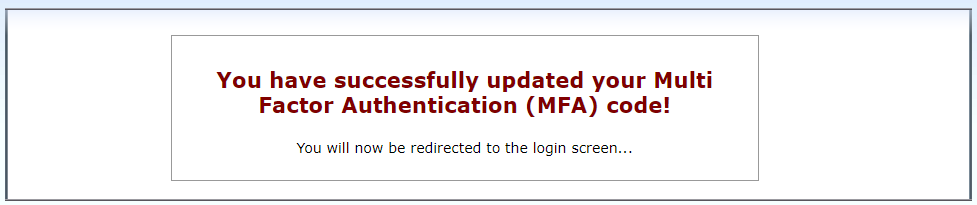 You have successfully updated your Multi
Factor Authentication (MFA) code!
You will now be redirected to the login screen...